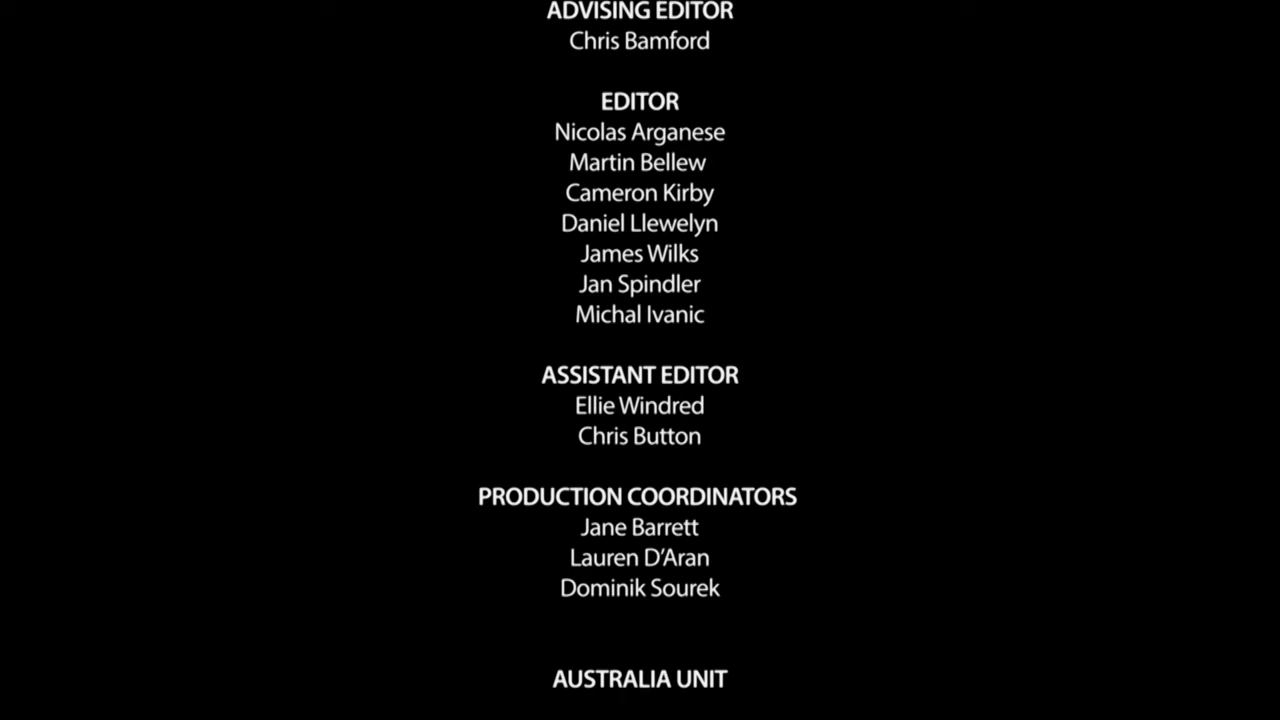 ADVISING EDITOR
Chris Bamford
EDITOR
Nicolas Arganese
Martin Bellew
Cameron Kirby
Daniel Llewelyn
James Wilks
Jan Spindler
Michal Ivanic
ASSISTANT EDITOR
Ellie Windred
Chris Button
PRODUCTION COORDINATORS
Jane Barrett
Lauren D’Aran
Dominik Sourek
AUSTRALIA UNIT